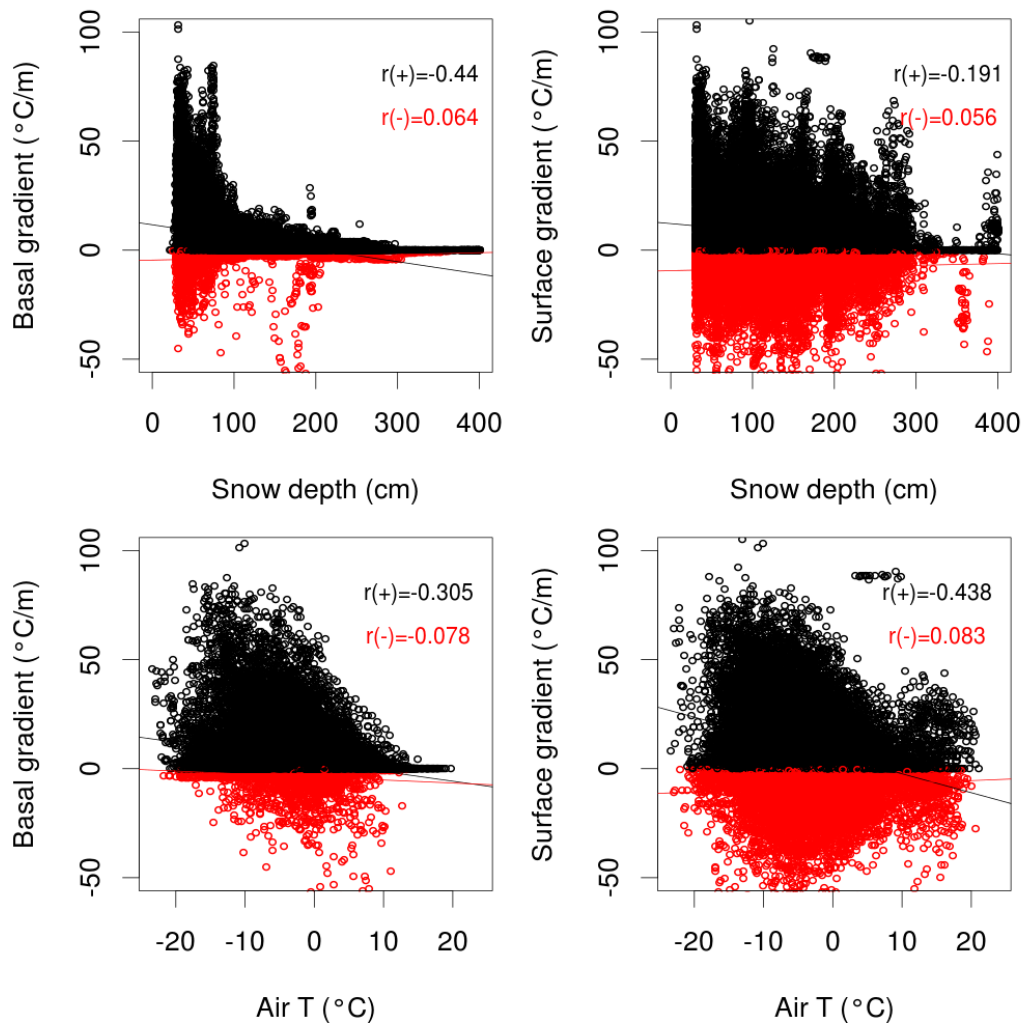 Basal gradient (°C/m)
-50 0 50 100
r(+)=-0.44
r(-)=0.064
0 100 200 300 400
Snow depth (cm)
Surface gradient (°C/m)
-50 0 50 100
r(+)=-0.191
r(-)=0.056
0 100 200 300 400
Snow depth (cm)
Basal gradient (°C/m)
-50 0 50 100
r(+)=-0.305
r(-)=-0.078
-20 -10 0 10 20
Air T (°C)
Surface gradient (°C/m)
-50 0 50 100
r(+)=-0.438
r(-)=0.083
-20 -10 0 10 20
Air T (°C)